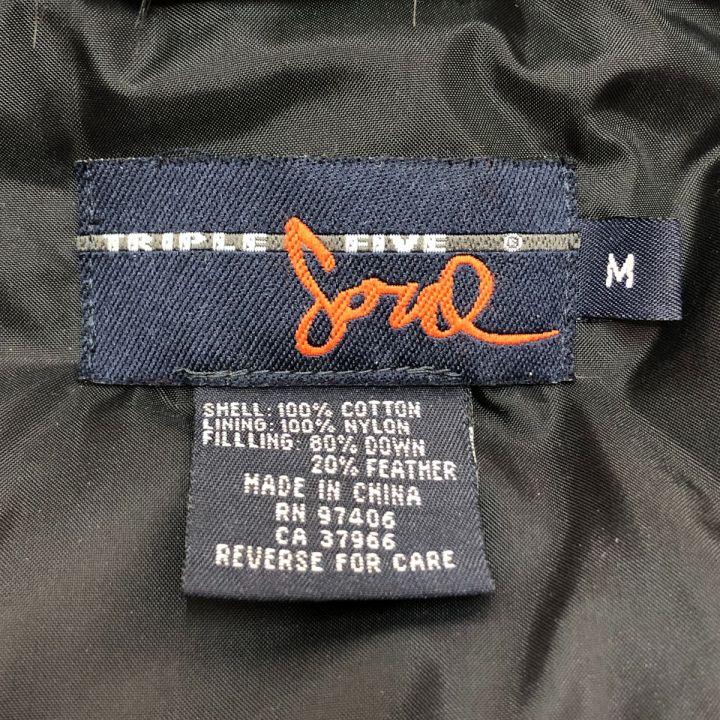 TRIPLE FIVE ®
Soul
M
SHELL: 100% COTTON
LINING: 100% NYLON
FILLLING: 80% DOWN
20% FEATHER
MADE IN CHINA
RN 97406
CA 37966
REVERSE FOR CARE